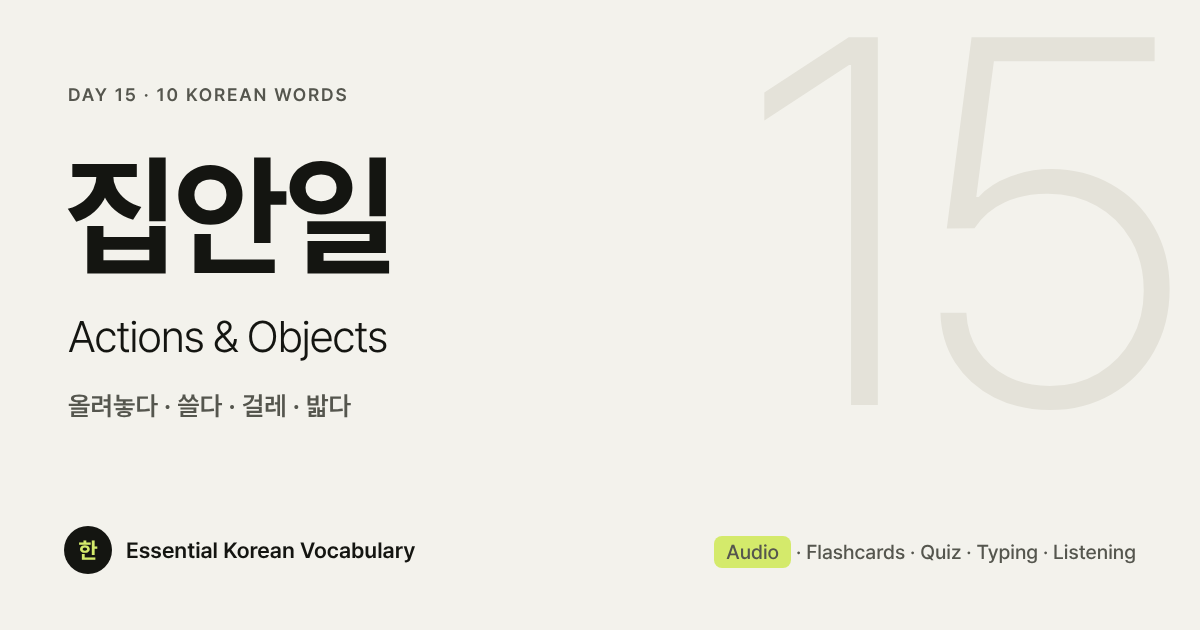 DAY 15 · 10 KOREAN WORDS
15
집안일
Actions & Objects
올려놓다 · 쓸다 · 걸레 · 밟다
한 Essential Korean Vocabulary
Audio · Flashcards · Quiz · Typing · Listening